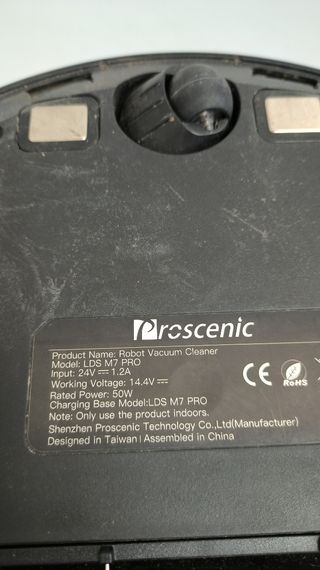 Proscenic
Product Name: Robot Vacuum Cleaner
Model: LDS M7 PRO
Input: 24V⎓1.2A
Working Voltage: 14.4V⎓
Rated Power: 50W
Charging Base Model:LDS M7 PRO
Note: Only use the product indoors.
Shenzhen Proscenic Technology Co.,Ltd(Manufacturer)
Designed in Taiwan | Assembled in China
CE
RoHS